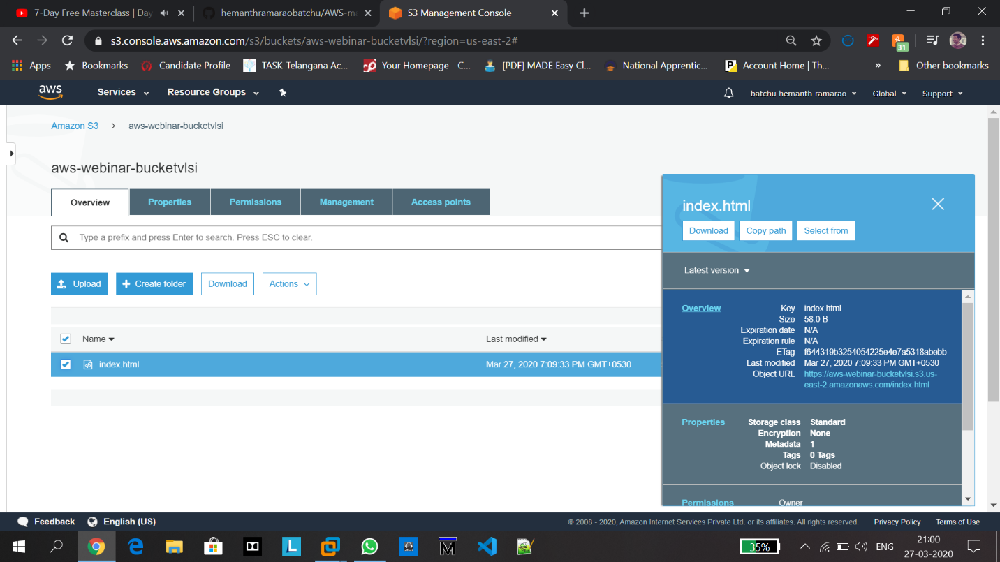 7-Day Free Masterclass | Day
hemanthramaraobatchu/AWS-ma
S3 Management Console
s3.console.aws.amazon.com/s3/buckets/aws-webinar-bucketvlsi/?region=us-east-2#
31
Apps
Bookmarks
Candidate Profile
TASK-Telangana Ac...
Your Homepage - C...
[PDF] MADE Easy Cl...
National Apprentic...
Account Home | Th...
»
Other bookmarks
aws
Services
Resource Groups
batchu hemanth ramarao
Global
Support
Amazon S3 > aws-webinar-bucketvlsi
aws-webinar-bucketvlsi
Overview
Properties
Permissions
Management
Access points
Type a prefix and press Enter to search. Press ESC to clear.
Upload
+ Create folder
Download
Actions
Name
Last modified
index.html
Mar 27, 2020 7:09:33 PM GMT+0530
index.html
Download
Copy path
Select from
Latest version
Overview
Key index.html
Size 58.0 B
Expiration date N/A
Expiration rule N/A
ETag f644319b3254054225e4e7a5318abebb
Last modified Mar 27, 2020 7:09:33 PM GMT+0530
Object URL https://aws-webinar-bucketvlsi.s3.us-
east-2.amazonaws.com/index.html
Properties
Storage class Standard
Encryption None
Metadata 1
Tags 0 Tags
Object lock Disabled
Permissions
Owner
Feedback
English (US)
© 2008 - 2020, Amazon Internet Services Private Ltd. or its affiliates. All rights reserved.
Privacy Policy
Terms of Use
35%
ENG
21:00
27-03-2020